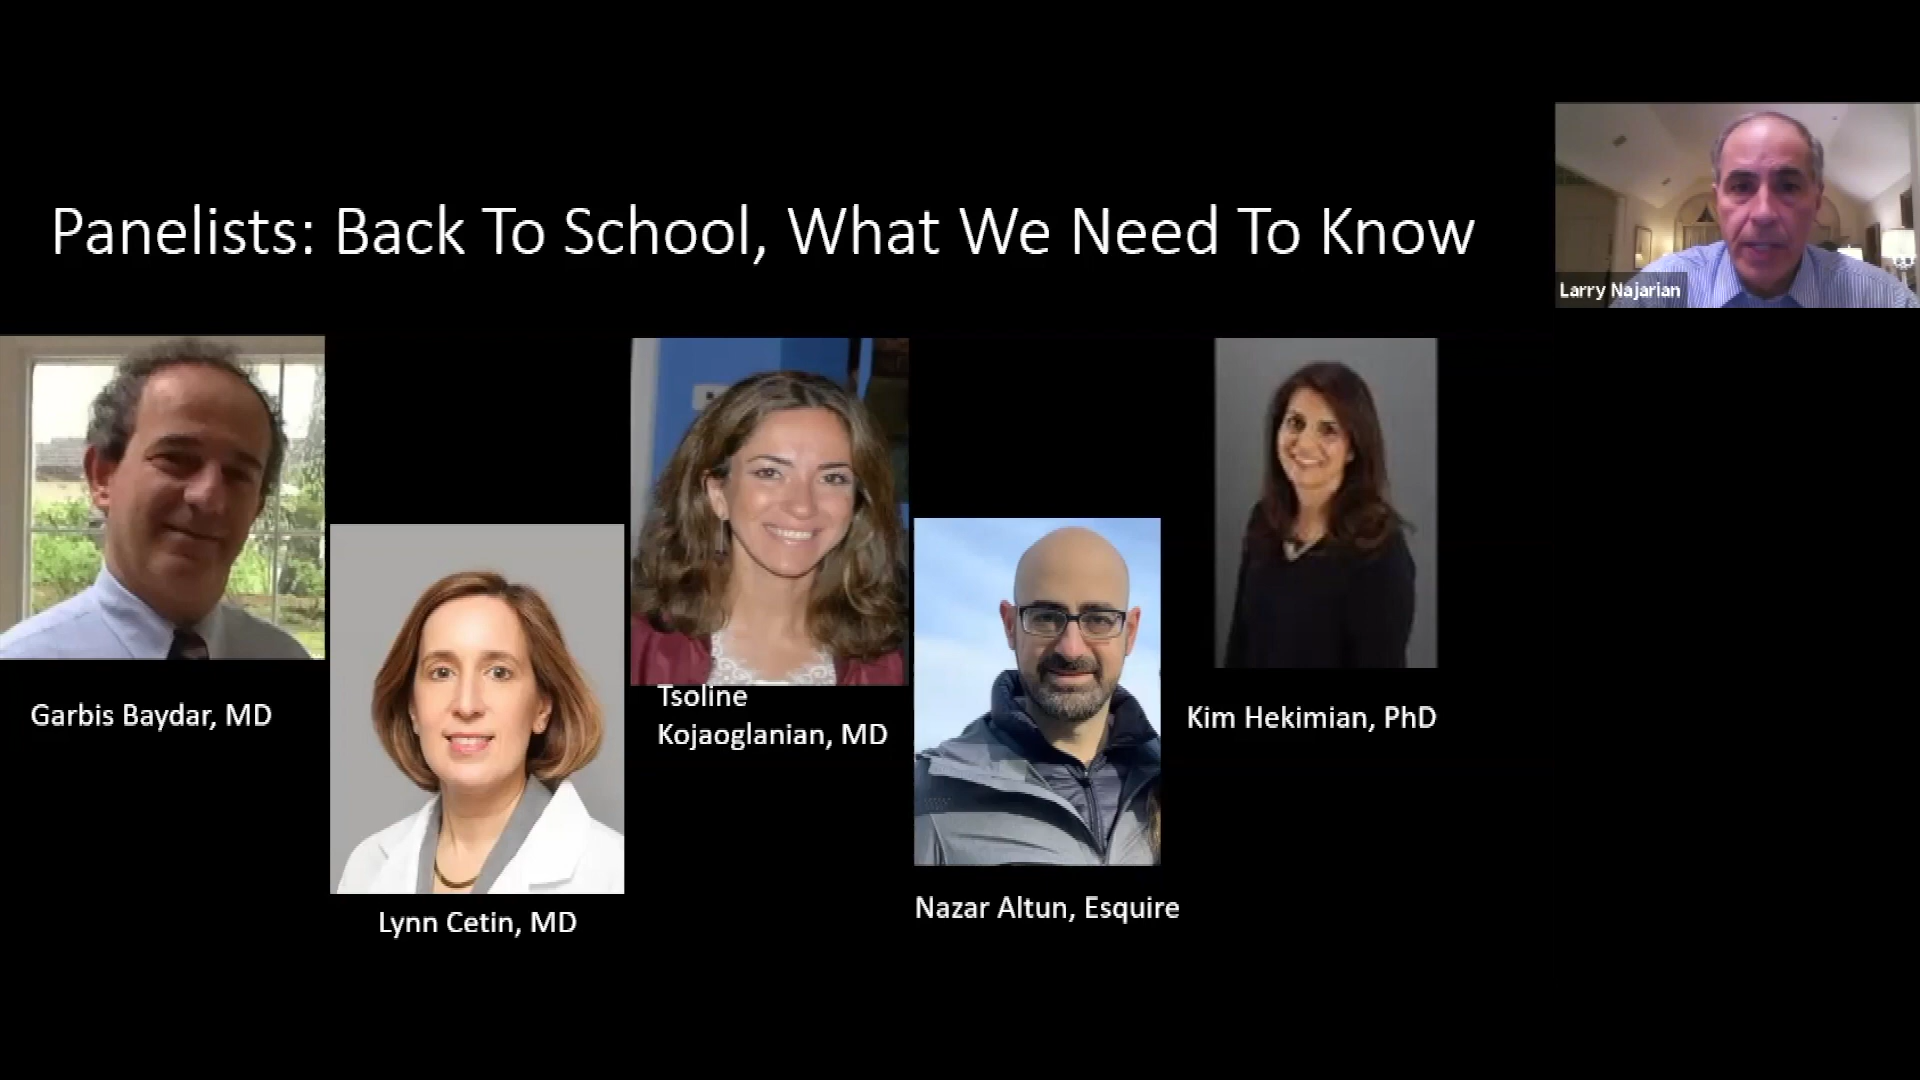 Panelists: Back To School, What We Need To Know
Larry Najarian
Garbis Baydar, MD
Lynn Cetin, MD
Tsoline
Kojaoglanian, MD
Nazar Altun, Esquire
Kim Hekimian, PhD